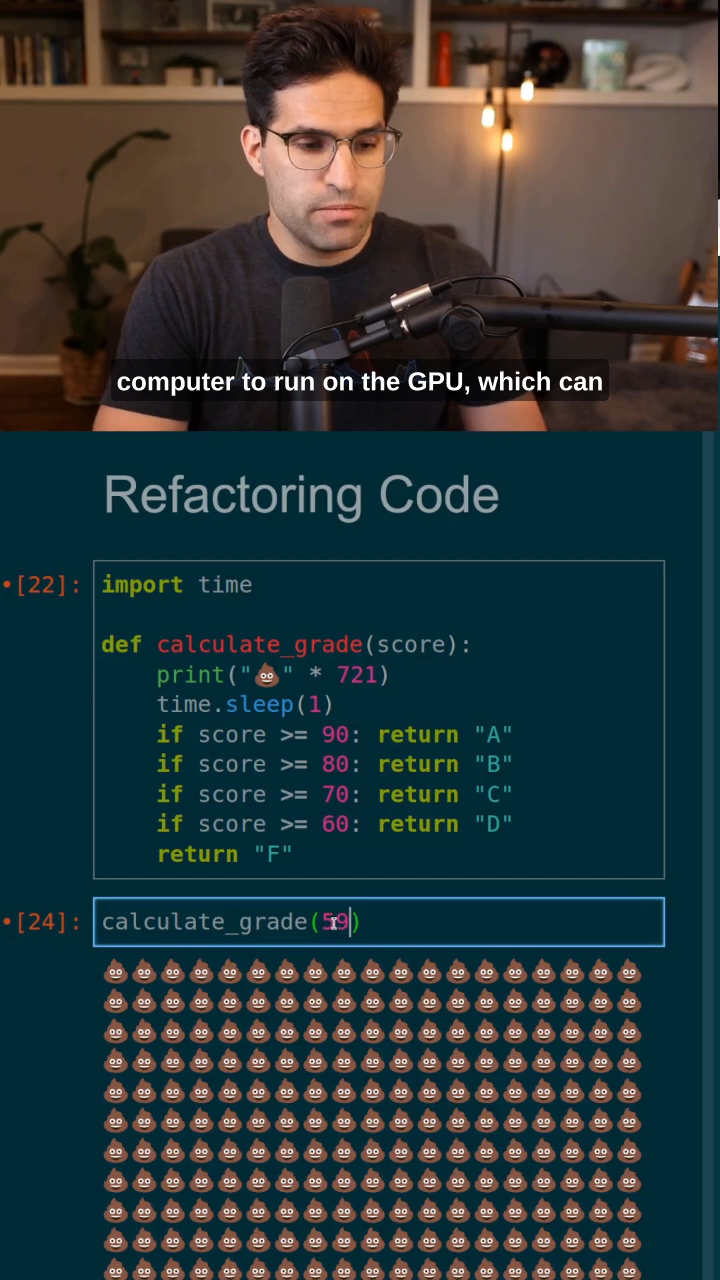 computer to run on the GPU, which can
Refactoring Code
•[22]:
import time
def calculate_grade(score):
    print("💩" * 721)
    time.sleep(1)
    if score >= 90: return "A"
    if score >= 80: return "B"
    if score >= 70: return "C"
    if score >= 60: return "D"
    return "F"
•[24]:
calculate_grade(59)
💩💩💩💩💩💩💩💩💩💩💩💩💩💩💩💩💩💩💩
💩💩💩💩💩💩💩💩💩💩💩💩💩💩💩💩💩💩💩
💩💩💩💩💩💩💩💩💩💩💩💩💩💩💩💩💩💩💩
💩💩💩💩💩💩💩💩💩💩💩💩💩💩💩💩💩💩💩
💩💩💩💩💩💩💩💩💩💩💩💩💩💩💩💩💩💩💩
💩💩💩💩💩💩💩💩💩💩💩💩💩💩💩💩💩💩💩
💩💩💩💩💩💩💩💩💩💩💩💩💩💩💩💩💩💩💩
💩💩💩💩💩💩💩💩💩💩💩💩💩💩💩💩💩💩💩
💩💩💩💩💩💩💩💩💩💩💩💩💩💩💩💩💩💩💩
💩💩💩💩💩💩💩💩💩💩💩💩💩💩💩💩💩💩💩
💩💩💩💩💩💩💩💩💩💩💩💩💩💩💩💩💩💩💩